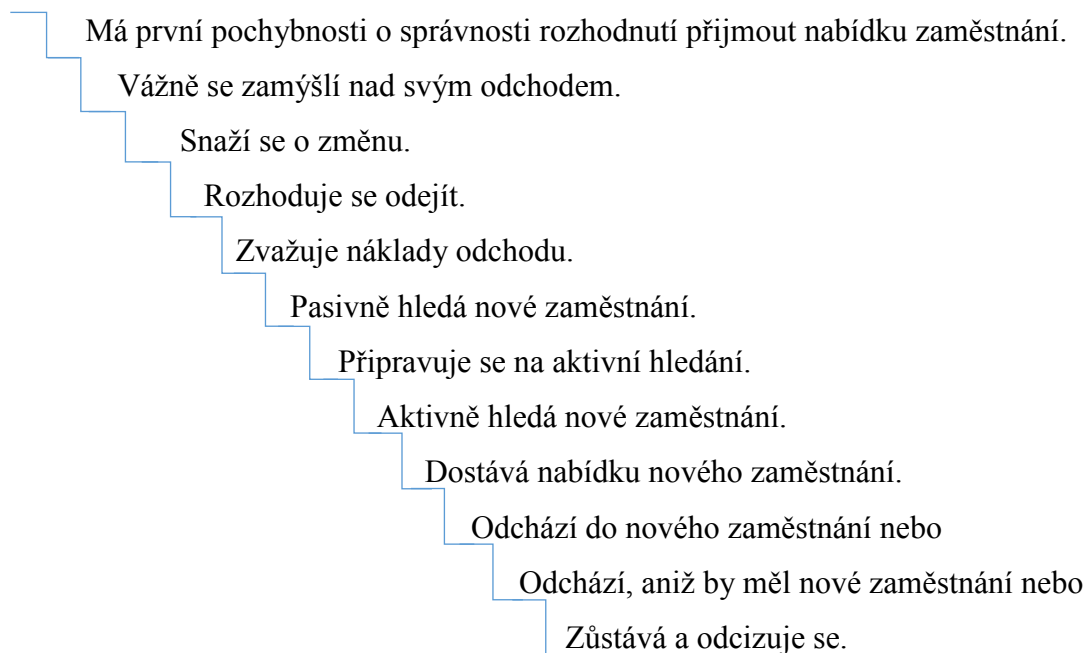 Má první pochybnosti o správnosti rozhodnutí přijmout nabídku zaměstnání.
Vážně se zamýšlí nad svým odchodem.
Snaží se o změnu.
Rozhoduje se odejít.
Zvažuje náklady odchodu.
Pasivně hledá nové zaměstnání.
Připravuje se na aktivní hledání.
Aktivně hledá nové zaměstnání.
Dostává nabídku nového zaměstnání.
Odchází do nového zaměstnání nebo
Odchází, aniž by měl nové zaměstnání nebo
Zůstává a odcizuje se.